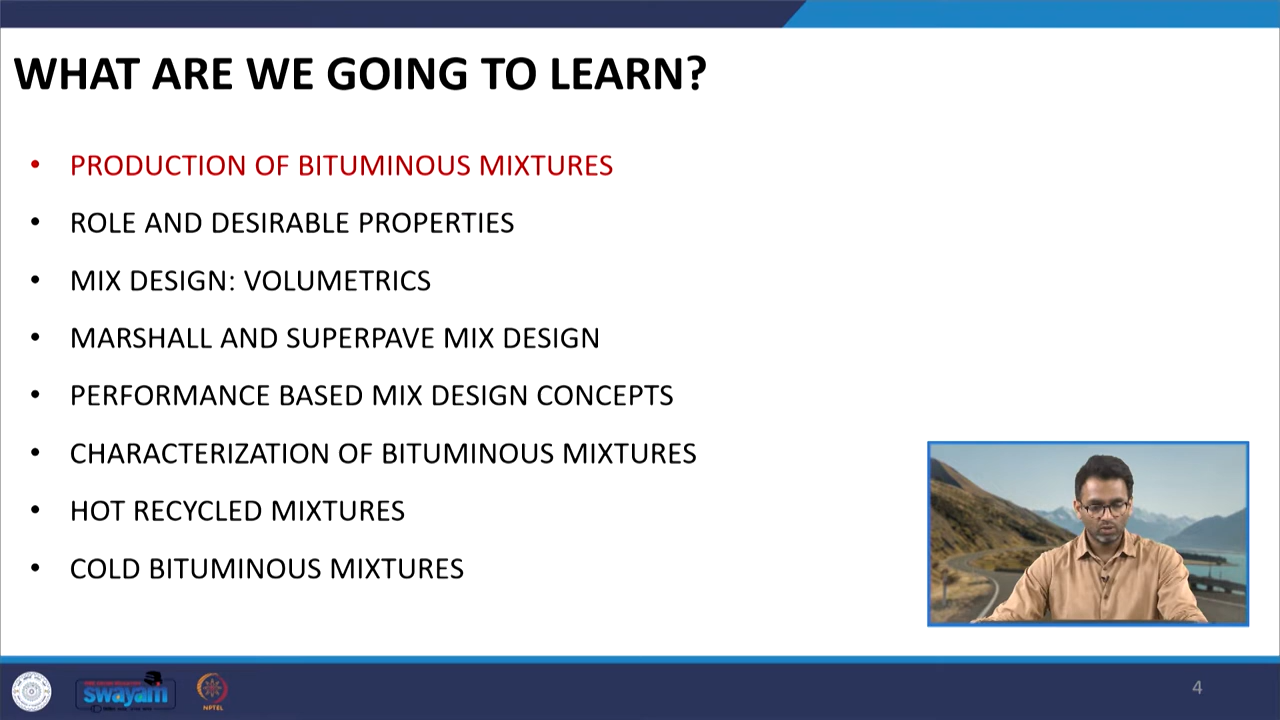 WHAT ARE WE GOING TO LEARN?
• PRODUCTION OF BITUMINOUS MIXTURES
• ROLE AND DESIRABLE PROPERTIES
• MIX DESIGN: VOLUMETRICS
• MARSHALL AND SUPERPAVE MIX DESIGN
• PERFORMANCE BASED MIX DESIGN CONCEPTS
• CHARACTERIZATION OF BITUMINOUS MIXTURES
• HOT RECYCLED MIXTURES
• COLD BITUMINOUS MIXTURES
swayam
NPTEL
4